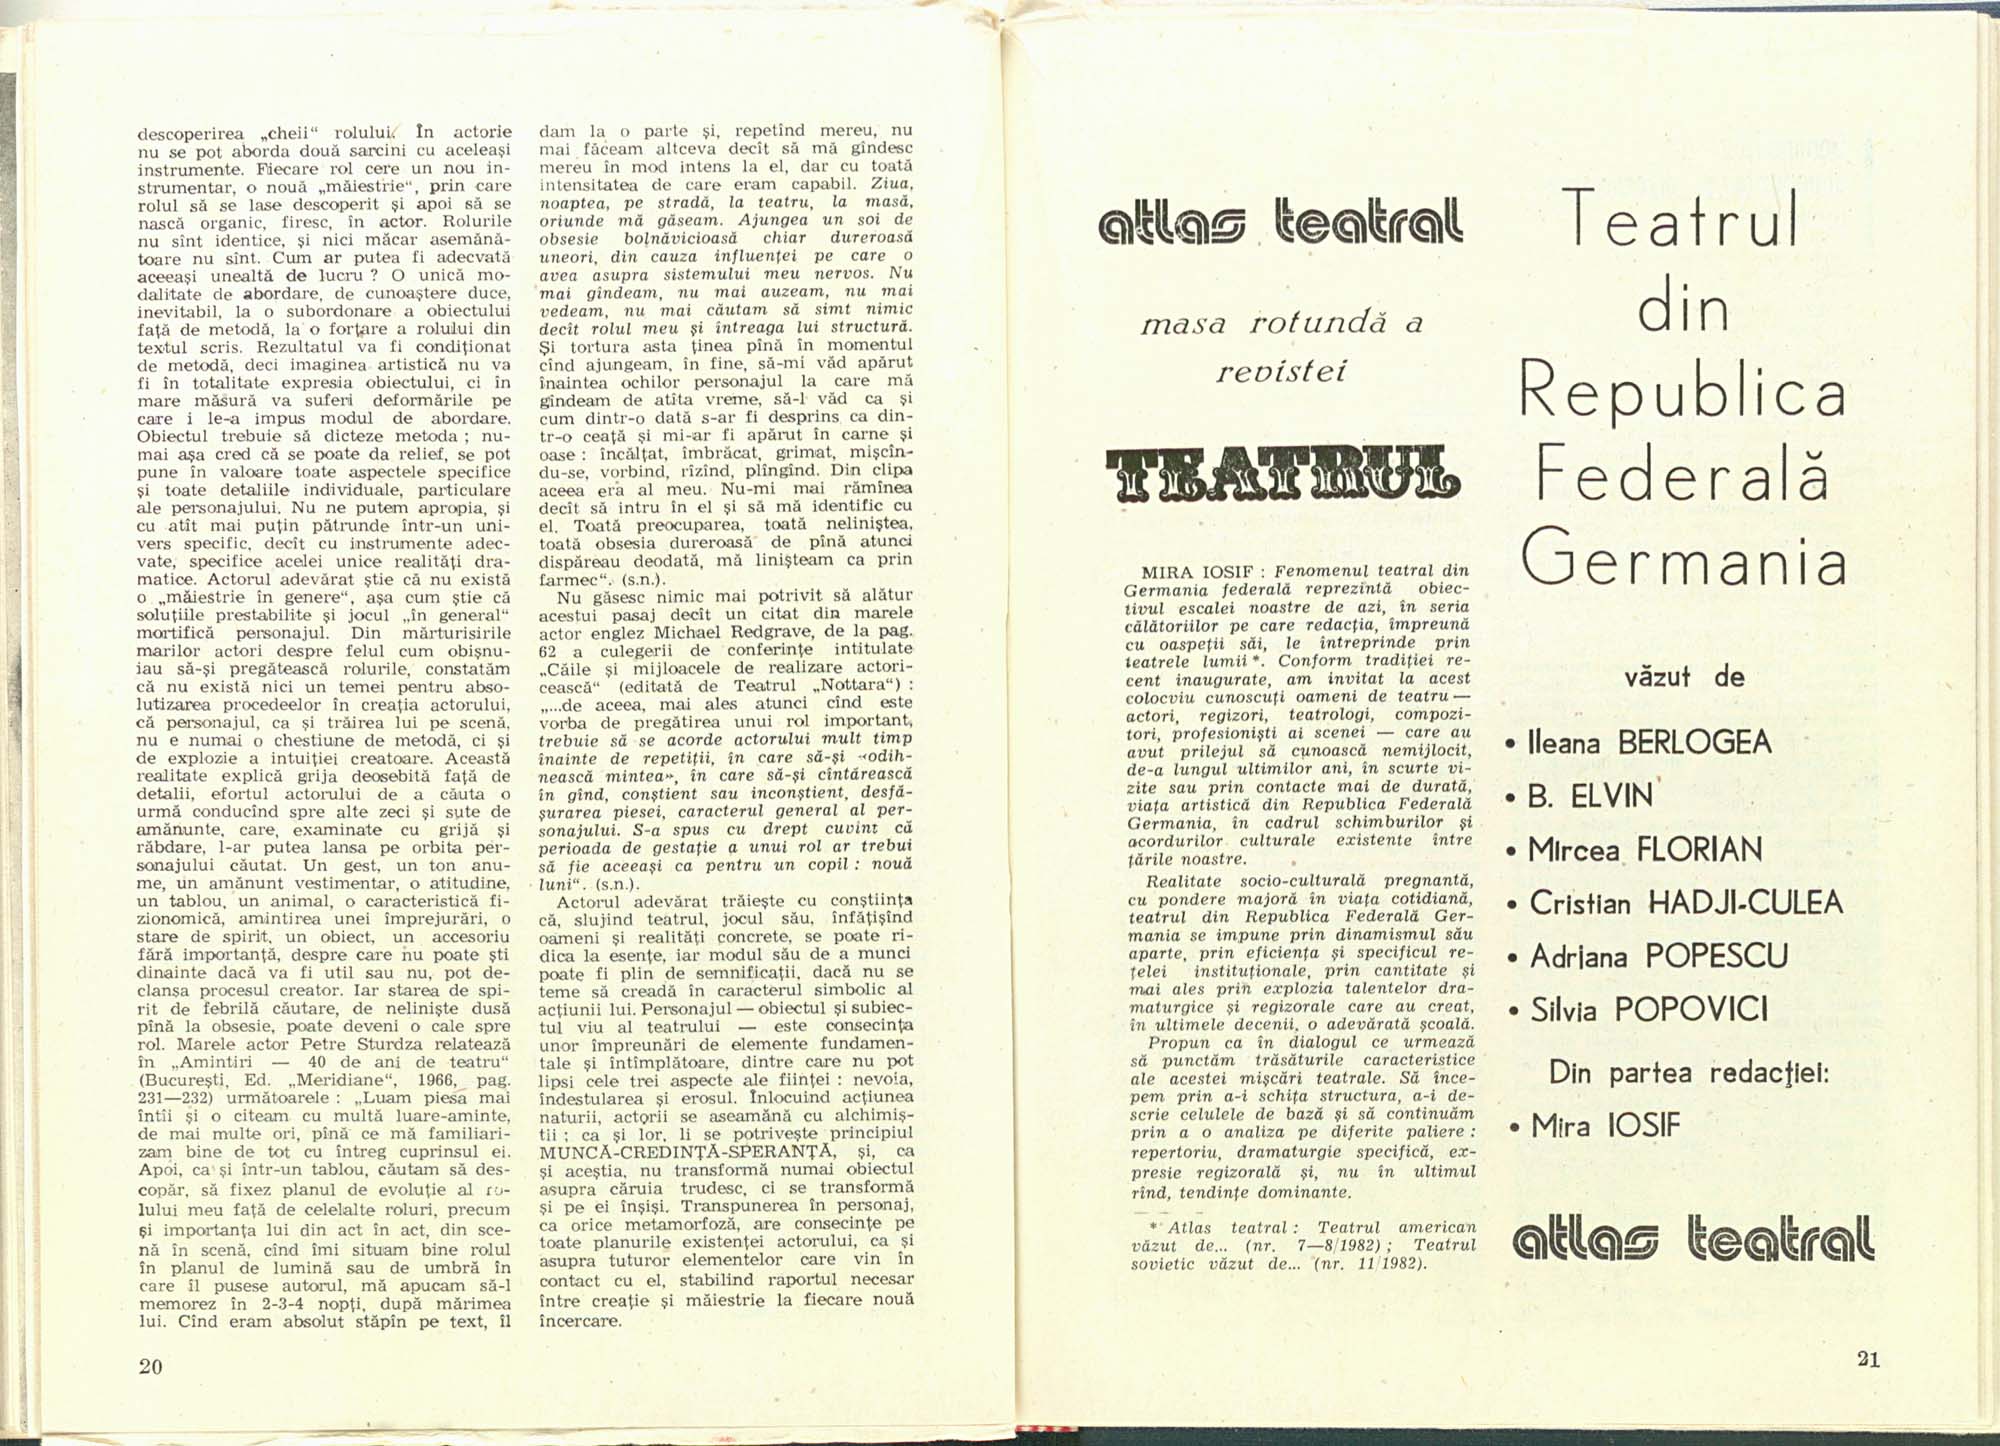 descoperirea „cheii“ rolului. În actorie
nu se pot aborda două sarcini cu aceleași
instrumente. Fiecare rol cere un nou in-
strumentar, o nouă „măiestrie“, prin care
rolul să se lase descoperit și apoi să se
nască organic, firesc, în actor. Rolurile
nu sînt identice, și nici măcar asemănă-
toare nu sînt. Cum ar putea fi adecvată
aceeași unealtă de lucru ? O unică mo-
dalitate de abordare, de cunoaștere duce,
inevitabil, la o subordonare a obiectului
față de metodă, la o forțare a rolului din
textul scris. Rezultatul va fi condiționat
de metodă, deci imaginea artistică nu va
fi în totalitate expresia obiectului, ci în
mare măsură va suferi deformările pe
care i le-a impus modul de abordare.
Obiectul trebuie să dicteze metoda ; nu-
mai așa cred că se poate da relief, se pot
pune în valoare toate aspectele specifice
și toate detaliile individuale, particulare
ale personajului. Nu ne putem apropia, și
cu atît mai puțin pătrunde într-un uni-
vers specific, decît cu instrumente adec-
vate, specifice acelei unice realități dra-
matice. Actorul adevărat știe că nu există
o „măiestrie în genere“, așa cum știe că
soluțiile prestabilite și jocul „în general“
mortifică personajul. Din mărturisirile
marilor actori despre felul cum obișnu-
iau să-și pregătească rolurile, constatăm
că nu există nici un temei pentru abso-
lutizarea procedeelor în creația actorului,
că personajul, ca și trăirea lui pe scenă,
nu e numai o chestiune de metodă, ci și
de explozie a intuiției creatoare. Această
realitate explică grija deosebită față de
detalii, efortul actorului de a căuta o
urmă conducînd spre alte zeci și sute de
amănunte, care, examinate cu grijă și
răbdare, l-ar putea lansa pe orbita per-
sonajului căutat. Un gest, un ton anu-
me, un amănunt vestimentar, o atitudine,
un tablou, un animal, o caracteristică fi-
zionomică, amintirea unei împrejurări, o
stare de spirit, un obiect, un accesoriu
fără importanță, despre care nu poate ști
dinainte dacă va fi util sau nu, pot de-
clanșa procesul creator. Iar starea de spi-
rit de febrilă căutare, de neliniște dusă
pînă la obsesie, poate deveni o cale spre
rol. Marele actor Petre Sturdza relatează
în „Amintiri — 40 de ani de teatru“
(București, Ed. „Meridiane“, 1966, pag.
231—232) următoarele : „Luam piesa mai
întîi și o citeam cu multă luare-aminte,
de mai multe ori, pînă ce mă familiari-
zam bine de tot cu întreg cuprinsul ei.
Apoi, ca și într-un tablou, căutam să des-
copăr, să fixez planul de evoluție al ro-
lului meu față de celelalte roluri, precum
și importanța lui din act în act, din sce-
nă în scenă, cînd îmi situam bine rolul
în planul de lumină sau de umbră în
care îl pusese autorul, mă apucam să-l
memorez în 2-3-4 nopți, după mărimea
lui. Cînd eram absolut stăpîn pe text, îl
20
dam la o parte și, repetînd mereu, nu
mai făceam altceva decît să mă gîndesc
mereu în mod intens la el, dar cu toată
intensitatea de care eram capabil. Ziua,
noaptea, pe stradă, la teatru, la masă,
oriunde mă găseam. Ajungea un soi de
obsesie bolnăvicioasă chiar dureroasă
uneori, din cauza influenței pe care o
avea asupra sistemului meu nervos. Nu
mai gîndeam, nu mai auzeam, nu mai
vedeam, nu mai căutam să simt nimic
decît rolul meu și întreaga lui structură.
Și tortura asta ținea pînă în momentul
cînd ajungeam, în fine, să-mi văd apărut
înaintea ochilor personajul la care mă
gîndeam de atîta vreme, să-l văd ca și
cum dintr-o dată s-ar fi desprins ca din-
tr-o ceață și mi-ar fi apărut în carne și
oase : încălțat, îmbrăcat, grimat, mișcîn-
du-se, vorbind, rîzînd, plîngînd. Din clipa
aceea era al meu. Nu-mi mai rămînea
decît să intru în el și să mă identific cu
el. Toată preocuparea, toată neliniștea,
toată obsesia dureroasă de pînă atunci
dispăreau deodată, mă linișteam ca prin
farmec“. (s.n.).
Nu găsesc nimic mai potrivit să alătur
acestui pasaj decît un citat din marele
actor englez Michael Redgrave, de la pag.
62 a culegerii de conferințe intitulate
„Căile și mijloacele de realizare actori-
cească“ (editată de Teatrul „Nottara“) :
„...de aceea, mai ales atunci cînd este
vorba de pregătirea unui rol important,
trebuie să se acorde actorului mult timp
înainte de repetiții, în care să-și «odih-
nească mintea», în care să-și cîntărească
în gînd, conștient sau inconștient, desfă-
șurarea piesei, caracterul general al per-
sonajului. S-a spus cu drept cuvînt că
perioada de gestație a unui rol ar trebui
să fie aceeași ca pentru un copil : nouă
luni“. (s.n.).
Actorul adevărat trăiește cu conștiința
că, slujind teatrul, jocul său, înfățișînd
oameni și realități concrete, se poate ri-
dica la esențe, iar modul său de a munci
poate fi plin de semnificații, dacă nu se
teme să creadă în caracterul simbolic al
acțiunii lui. Personajul — obiectul și subiec-
tul viu al teatrului — este consecința
unor împreunări de elemente fundamen-
tale și întîmplătoare, dintre care nu pot
lipsi cele trei aspecte ale ființei : nevoia,
îndestularea și erosul. Înlocuind acțiunea
naturii, actorii se aseamănă cu alchimiș-
tii ; ca și lor, li se potrivește principiul
MUNCĂ-CREDINȚĂ-SPERANȚĂ, și, ca
și aceștia, nu transformă numai obiectul
asupra căruia trudesc, ci se transformă
și pe ei înșiși. Transpunerea în personaj,
ca orice metamorfoză, are consecințe pe
toate planurile existenței actorului, ca și
asupra tuturor elementelor care vin în
contact cu el, stabilind raportul necesar
între creație și măiestrie la fiecare nouă
încercare.
atlas teatral
masa rotundă a
revistei
TEATRUL
MIRA IOSIF : Fenomenul teatral din
Germania federală reprezintă obiec-
tivul escalei noastre de azi, în seria
călătoriilor pe care redacția, împreună
cu oaspeții săi, le întreprinde prin
teatrele lumii*. Conform tradiției re-
cent inaugurate, am invitat la acest
colocviu cunoscuți oameni de teatru —
actori, regizori, teatrologi, compozi-
tori, profesioniști ai scenei — care au
avut prilejul să cunoască nemijlocit,
de-a lungul ultimilor ani, în scurte vi-
zite sau prin contacte mai de durată,
viața artistică din Republica Federală
Germania, în cadrul schimburilor și
acordurilor culturale existente între
țările noastre.
Realitate socio-culturală pregnantă,
cu pondere majoră în viața cotidiană,
teatrul din Republica Federală Ger-
mania se impune prin dinamismul său
aparte, prin eficiența și specificul re-
țelei instituționale, prin cantitate și
mai ales prin explozia talentelor dra-
maturgice și regizorale care au creat,
în ultimele decenii, o adevărată școală.
Propun ca în dialogul ce urmează
să punctăm trăsăturile caracteristice
ale acestei mișcări teatrale. Să înce-
pem prin a-i schița structura, a-i de-
scrie celulele de bază și să continuăm
prin a o analiza pe diferite paliere :
repertoriu, dramaturgie specifică, ex-
presie regizorală și, nu în ultimul
rînd, tendințe dominante.
* Atlas teatral : Teatrul american
văzut de... (nr. 7—8/1982) ; Teatrul
sovietic văzut de... (nr. 11/1982).
Teatrul
din
Republica
Federală
Germania
văzut de
• Ileana BERLOGEA
• B. ELVIN
• Mircea FLORIAN
• Cristian HADJI-CULEA
• Adriana POPESCU
• Silvia POPOVICI
Din partea redacției:
• Mira IOSIF
atlas teatral
21